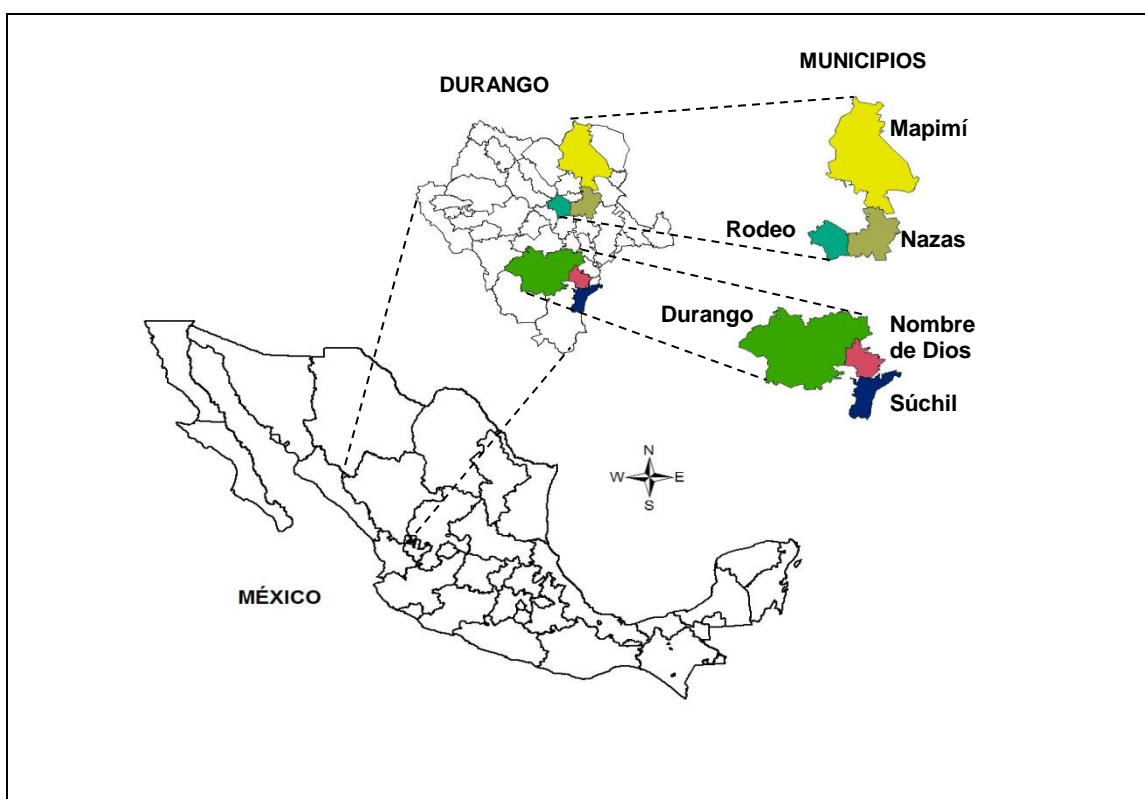 MUNICIPIOS
DURANGO
Mapimí
Rodeo
Nazas
Durango
Nombre
de Dios
Súchil
N
W E
S
MÉXICO